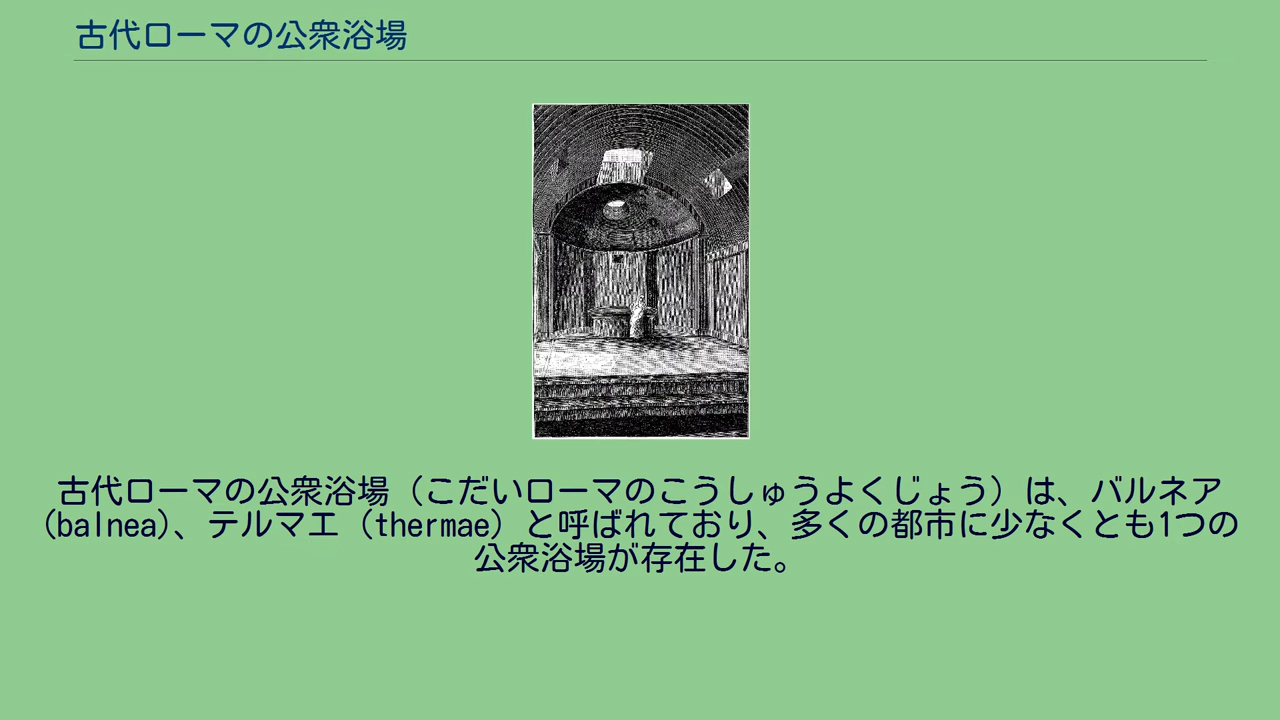 古代ローマの公衆浴場
古代ローマの公衆浴場（こだいローマのこうしゅうよくじょう）は、バルネア
(balnea)、テルマエ（thermae）と呼ばれており、多くの都市に少なくとも1つの
公衆浴場が存在した。